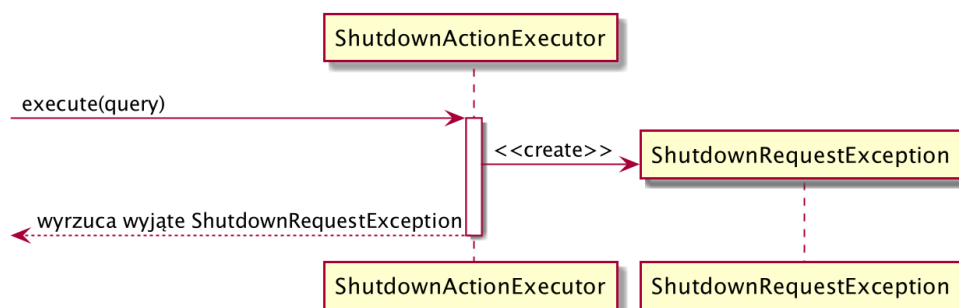 ShutdownActionExecutor
execute(query)
<<create>>
ShutdownRequestException
wyrzuca wyjąte ShutdownRequestException
ShutdownActionExecutor
ShutdownRequestException